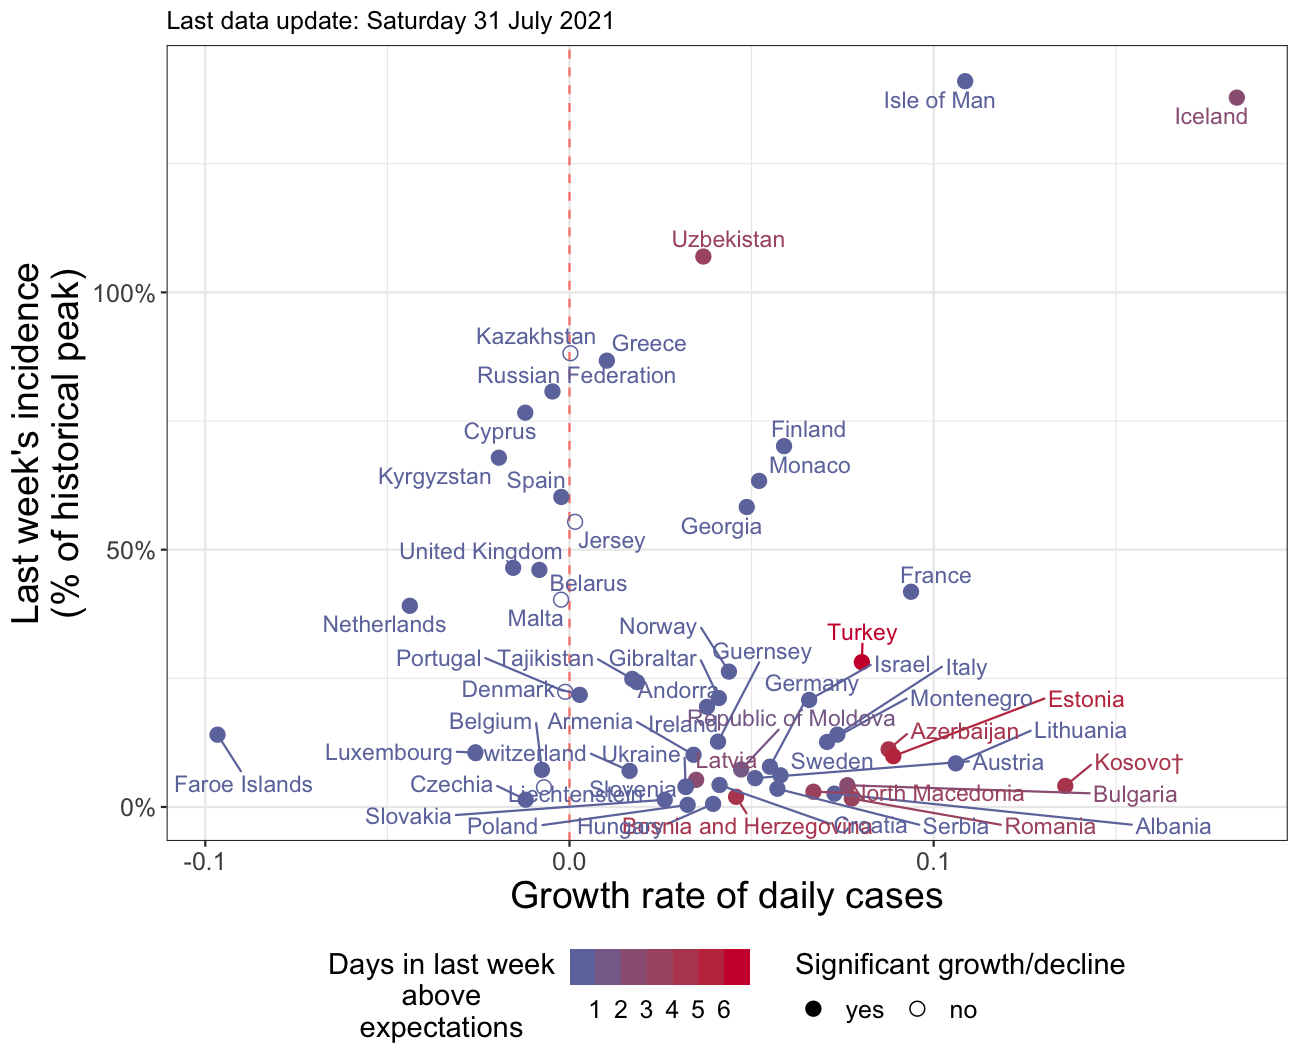 Last data update: Saturday 31 July 2021
Last week's incidence
(% of historical peak)
100%
50%
0%
Isle of Man
Iceland
Uzbekistan
Kazakhstan
Greece
Russian Federation
Cyprus
Finland
Monaco
Kyrgyzstan
Spain
Georgia
Jersey
United Kingdom
Belarus
France
Malta
Netherlands
Norway
Turkey
Guernsey
Portugal
Tajikistan
Gibraltar
Israel
Italy
Denmark
Andorra
Germany
Montenegro
Estonia
Belgium
Armenia
Ireland
Republic of Moldova
Azerbaijan
Lithuania
Luxembourg
Switzerland
Ukraine
Latvia
Sweden
Austria
Kosovo†
Faroe Islands
Czechia
Liechtenstein
Slovenia
North Macedonia
Bulgaria
Slovakia
Poland
Hungary
Bosnia and Herzegovina
Croatia
Serbia
Romania
Albania
-0.1
0.0
0.1
Growth rate of daily cases
Days in last week
above
expectations
1 2 3 4 5 6
Significant growth/decline
yes
no